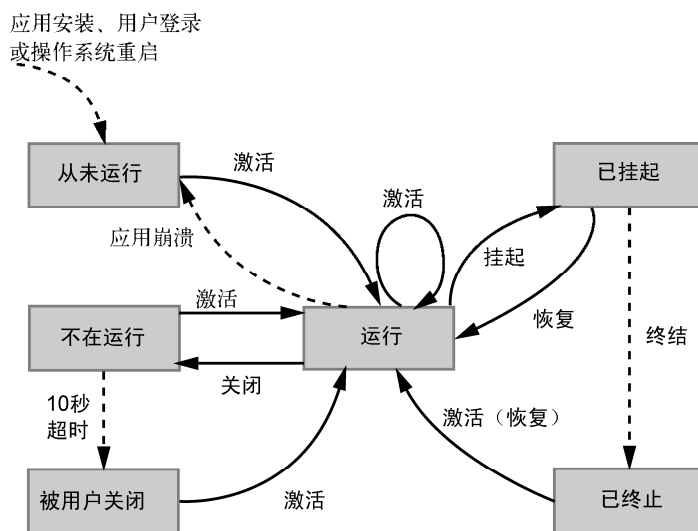 应用安装、用户登录
或操作系统重启
从未运行
激活
激活
已挂起
应用崩溃
挂起
激活
恢复
不在运行
运行
终结
关闭
10秒
超时
激活（恢复）
被用户关闭
激活
已终止